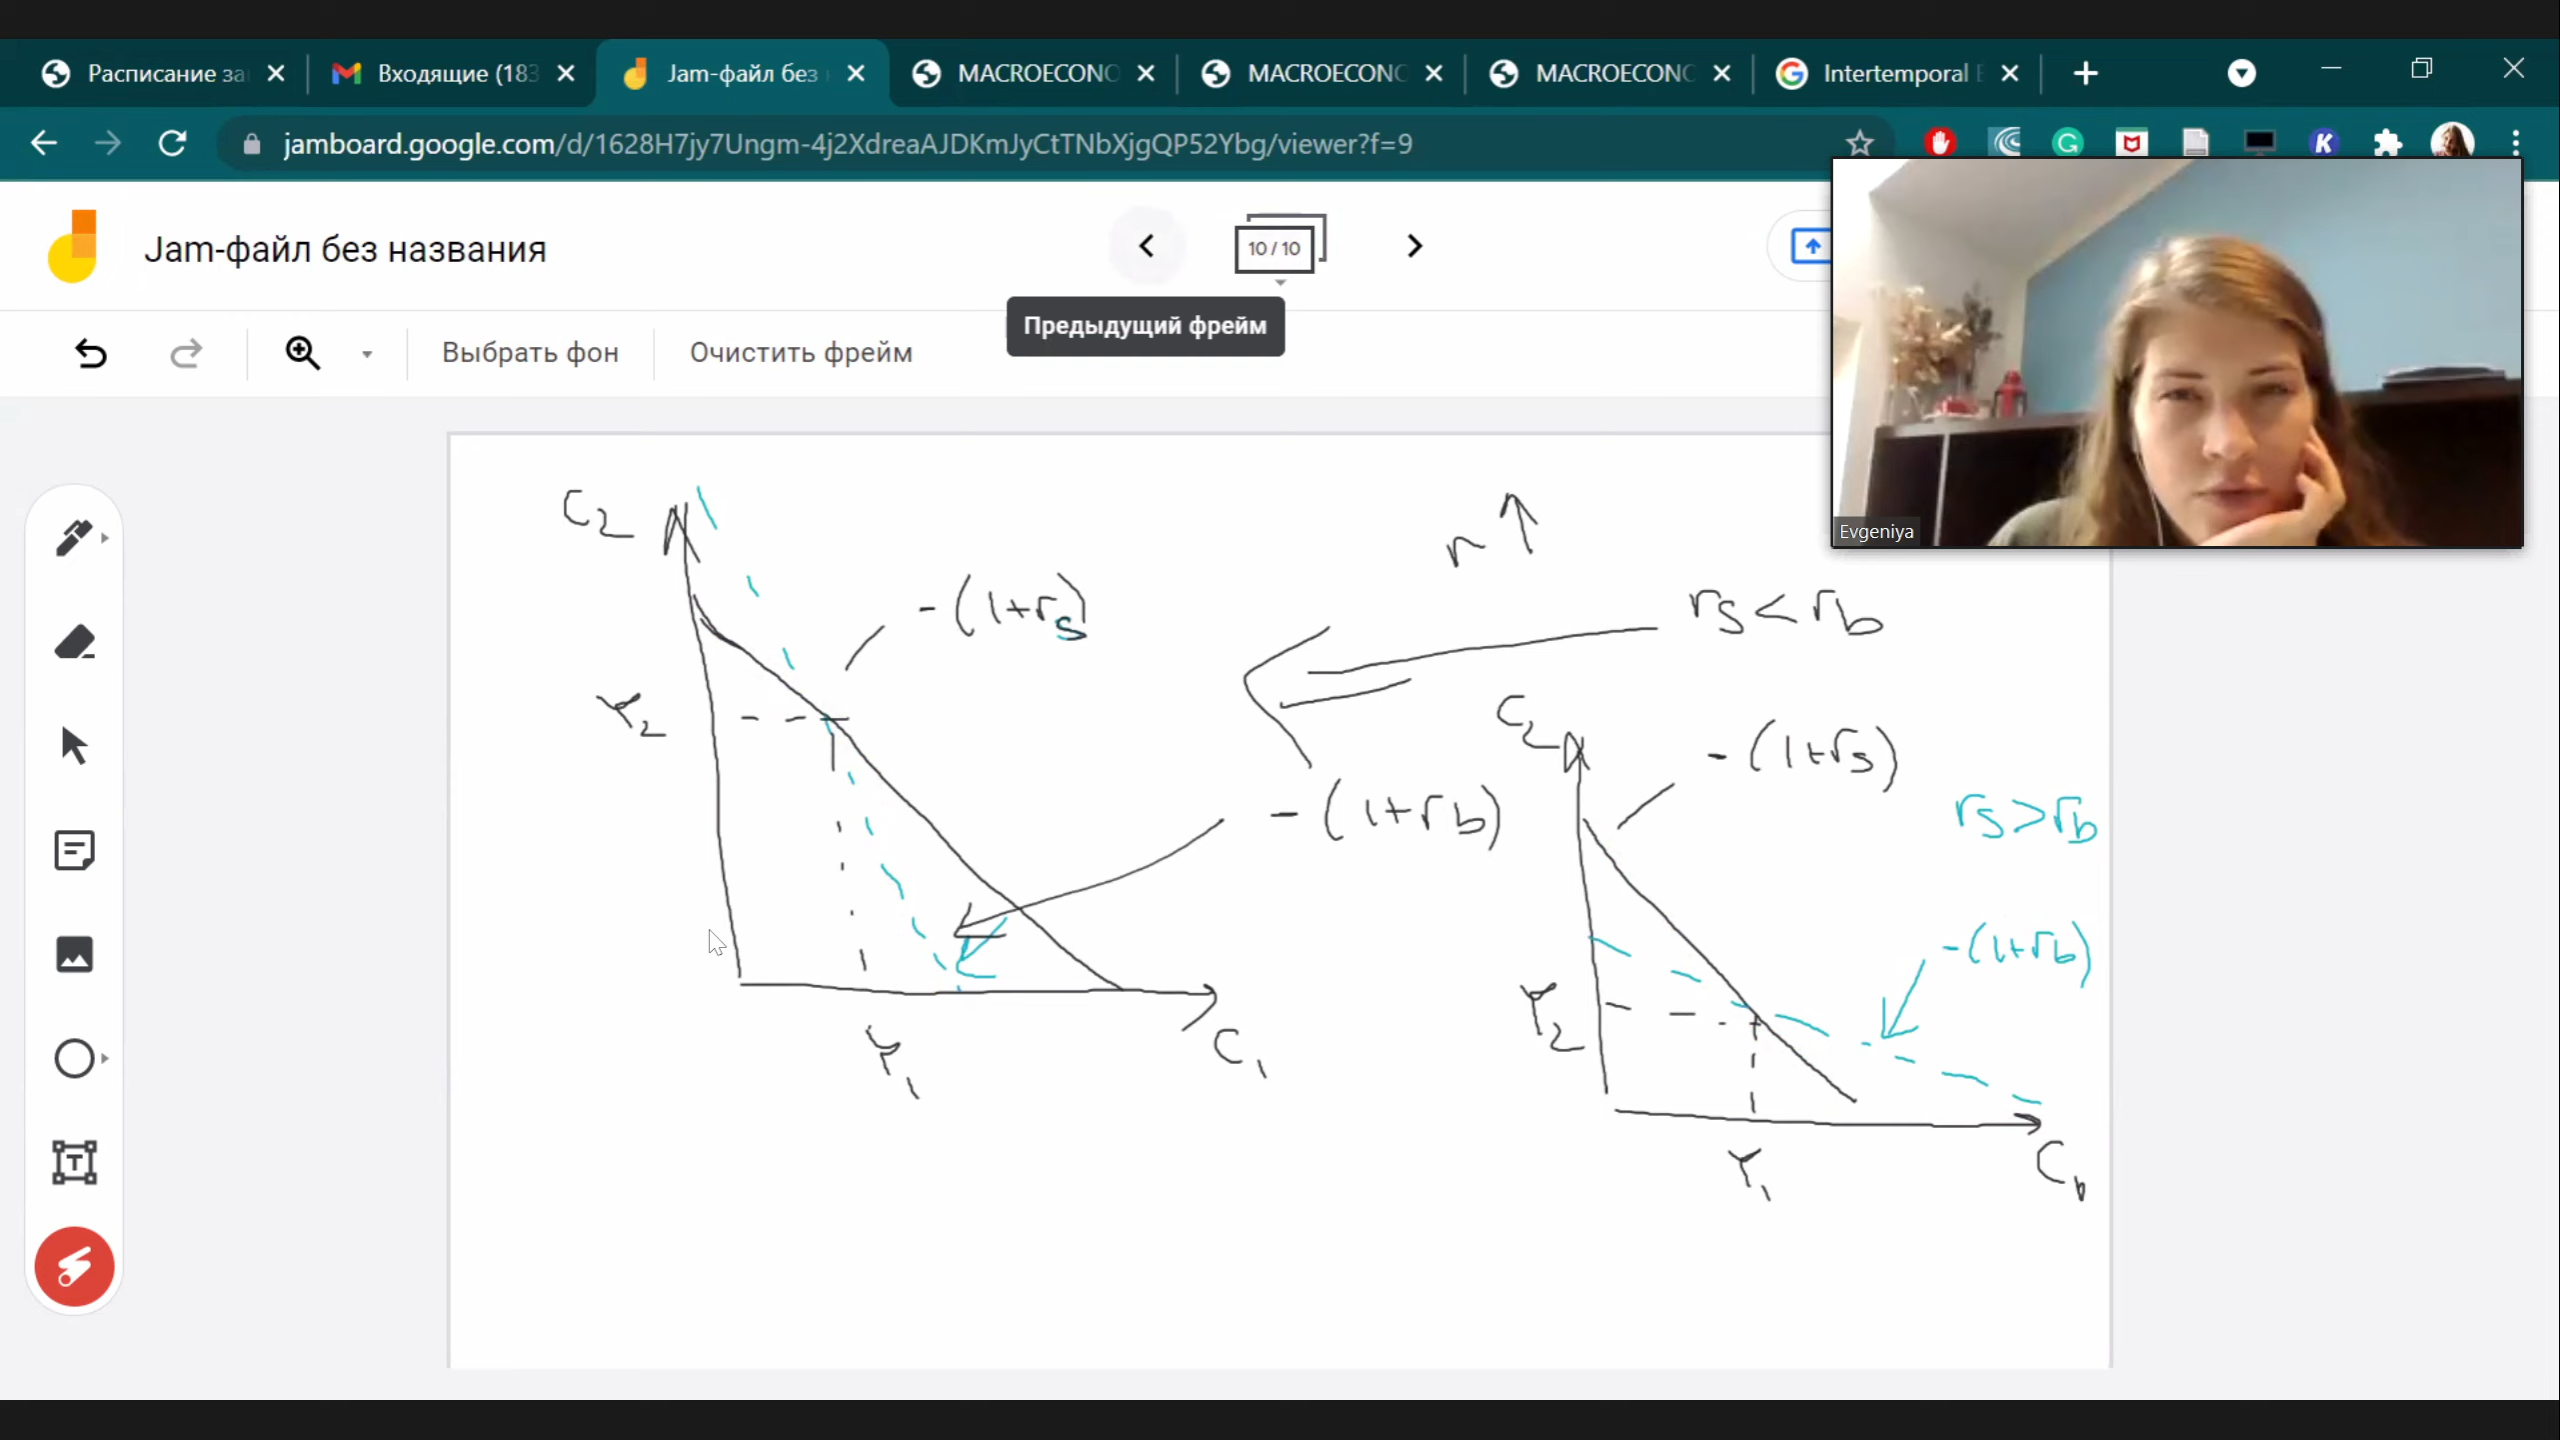 Расписание за
Входящие (183
Jam-файл без
MACROECONO
MACROECONO
MACROECONO
Intertemporal
jamboard.google.com/d/1628H7jy7Ungm-4j2XdreaAJDKmJyCtTNbXjgQP52Ybg/viewer?f=9
Jam-файл без названия
10 / 10
Предыдущий фрейм
Выбрать фон
Очистить фрейм
Evgeniya
C2
-(1+rs)
Y2
Y1
C1
r↑
rs<rb
-(1+rb)
C2
-(1+rs)
rs>rb
-(1+rb)
Y2
Y1